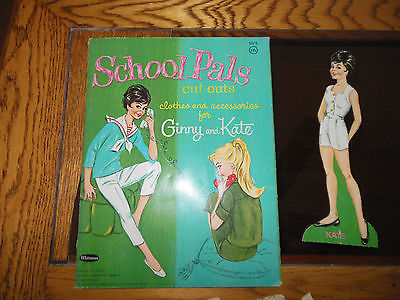 School Pals
cut-outs
clothes and accessories
for
Ginny and Kate
Whitman
KATE